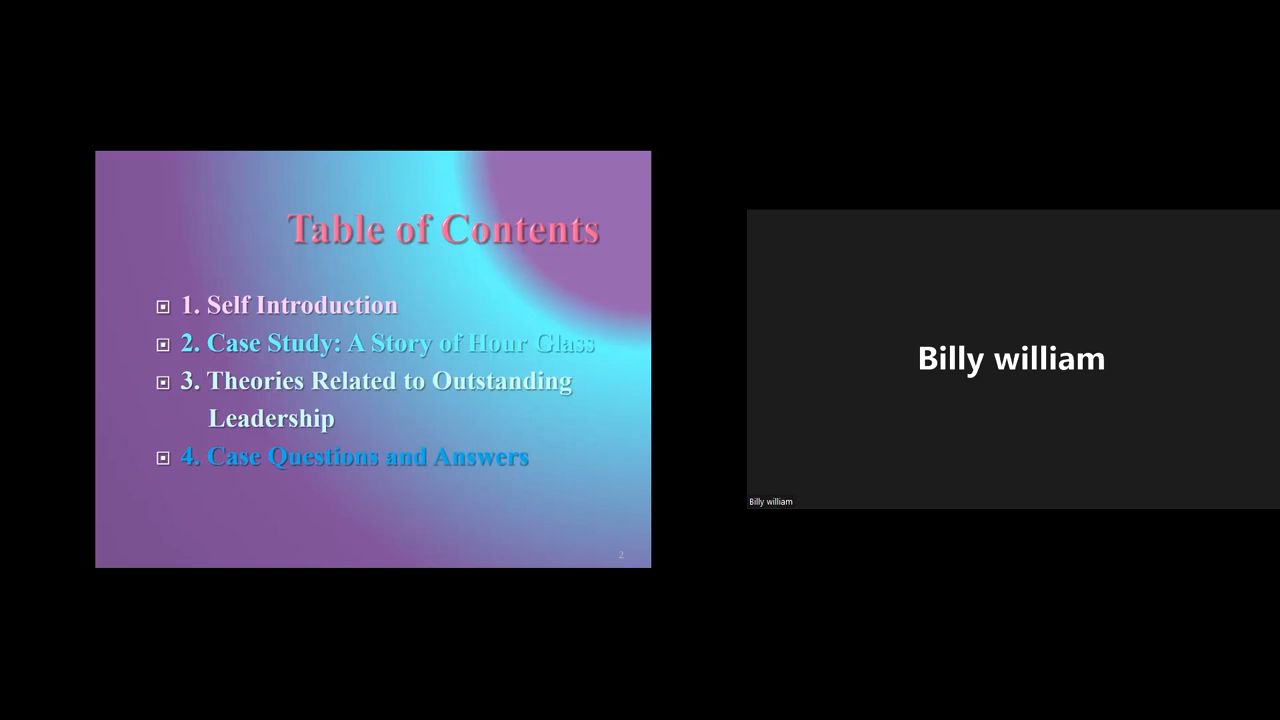 Table of Contents
1. Self Introduction
2. Case Study: A Story of Hour Glass
3. Theories Related to Outstanding
Leadership
4. Case Questions and Answers
2
Billy william
Billy william